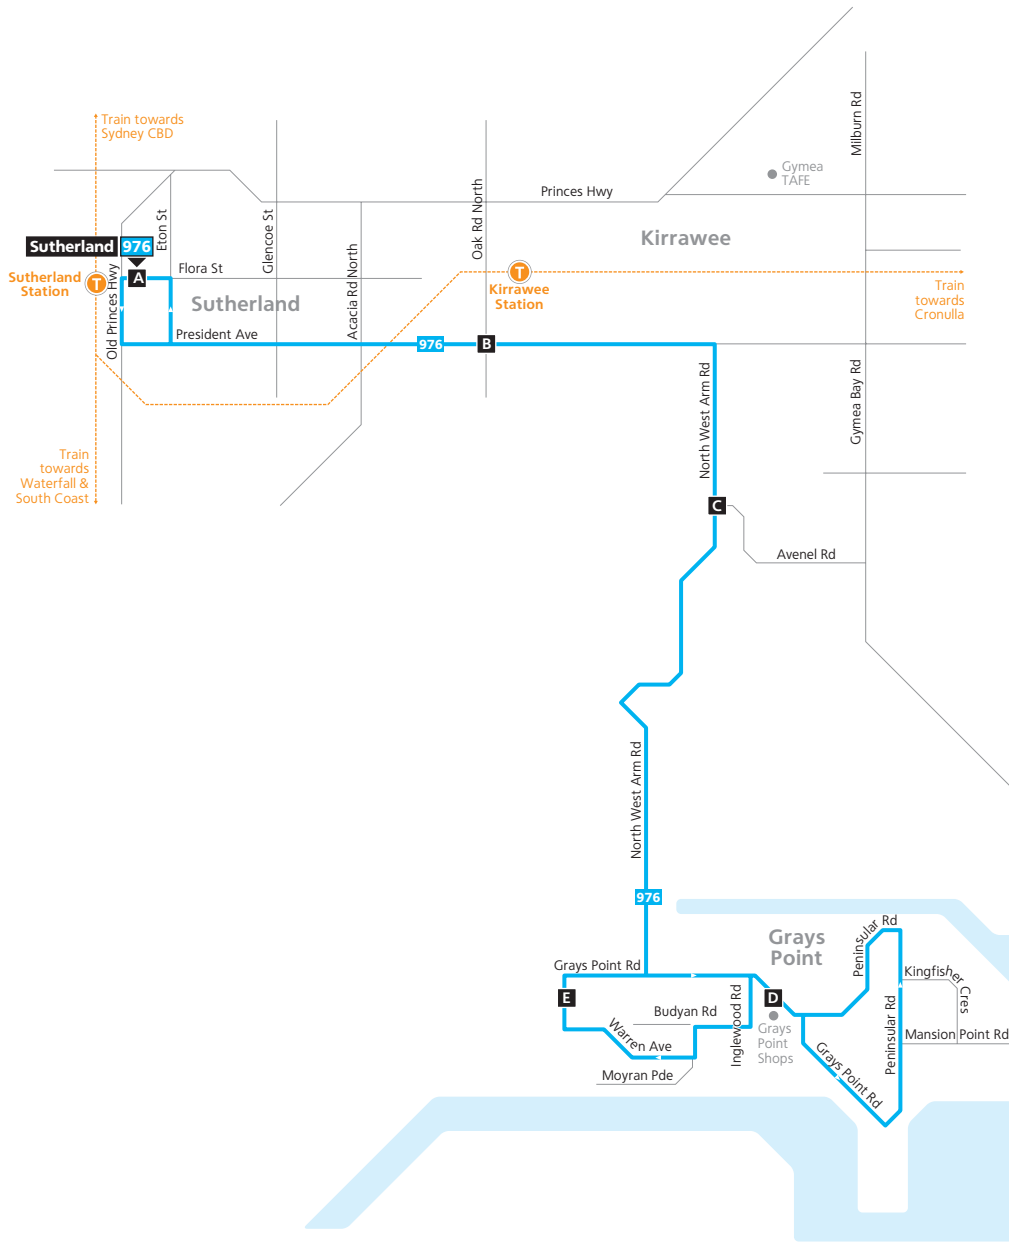 Train towards
Sydney CBD
Milburn Rd
Gymea
TAFE
Princes Hwy
Eton St
Glencoe St
Oak Rd North
Kirrawee
Sutherland 976
A
Flora St
Sutherland
Station
T
Old Princes Hwy
Sutherland
Acacia Rd North
T
Kirrawee
Station
Train
towards
Cronulla
President Ave
976
B
North West Arm Rd
Gymea Bay Rd
Train
towards
Waterfall &
South Coast
C
Avenel Rd
North West Arm Rd
976
Grays
Point
Peninsular Rd
Grays Point Rd
Kingfisher Cres
E
D
Budyan Rd
Inglewood Rd
Grays
Point
Shops
Peninsular Rd
Mansion Point Rd
Warren Ave
Grays Point Rd
Moyran Pde